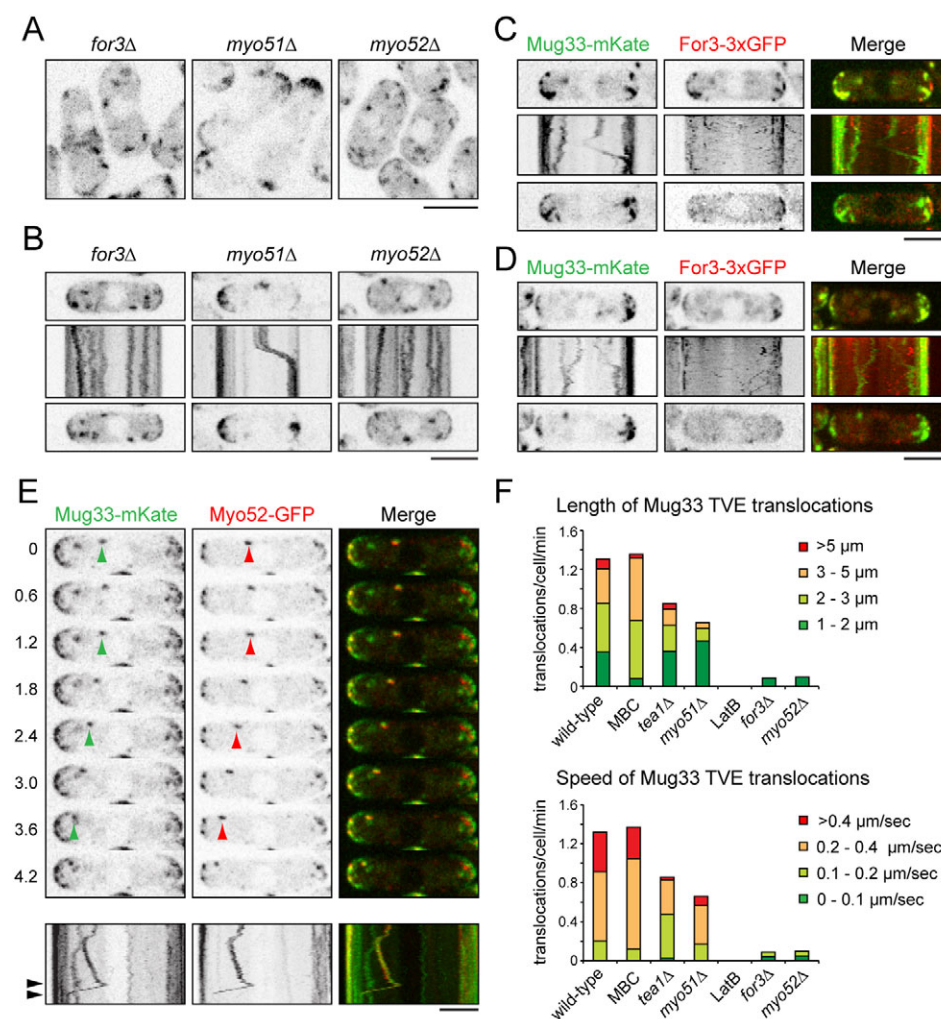 A
for3Δ myo51Δ myo52Δ
B
for3Δ myo51Δ myo52Δ
C
Mug33-mKate For3-3xGFP Merge
D
Mug33-mKate For3-3xGFP Merge
E
Mug33-mKate Myo52-GFP Merge
0
0.6
1.2
1.8
2.4
3.0
3.6
4.2
F
Length of Mug33 TVE translocations
translocations/cell/min
1.6
1.2
0.8
0.4
0
>5 µm
3 - 5 µm
2 - 3 µm
1 - 2 µm
wild-type MBC tea1Δ myo51Δ LatB for3Δ myo52Δ
Speed of Mug33 TVE translocations
translocations/cell/min
1.6
1.2
0.8
0.4
0
>0.4 µm/sec
0.2 - 0.4 µm/sec
0.1 - 0.2 µm/sec
0 - 0.1 µm/sec
wild-type MBC tea1Δ myo51Δ LatB for3Δ myo52Δ